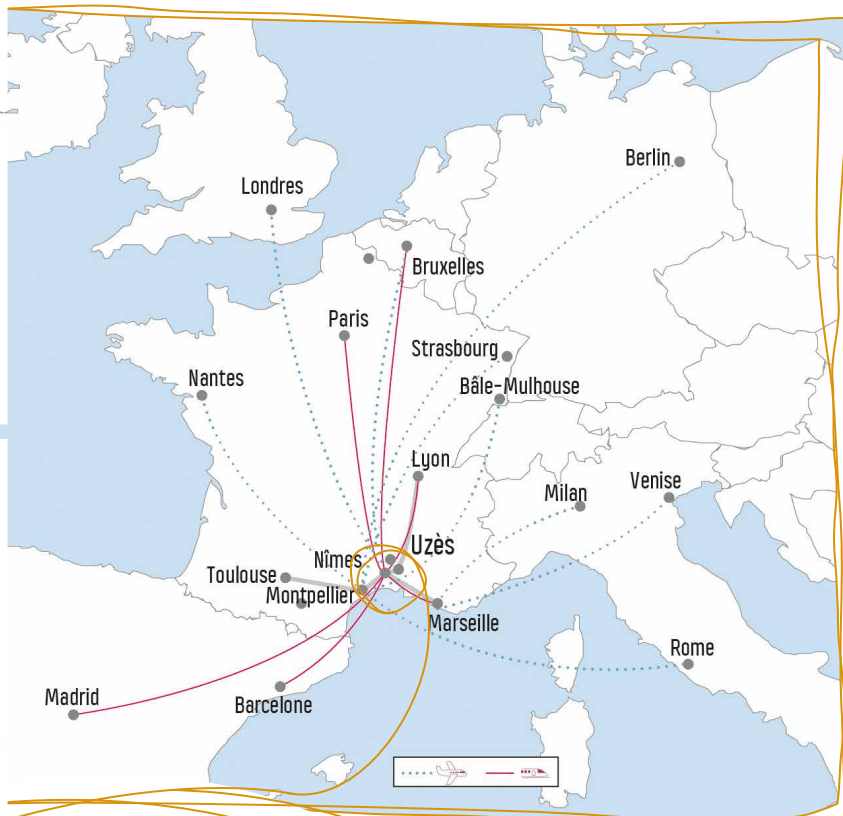 Berlin
Londres
Bruxelles
Paris
Strasbourg
Nantes
Bâle-Mulhouse
Lyon
Venise
Milan
Uzès
Nîmes
Toulouse
Montpellier
Marseille
Rome
Madrid
Barcelone